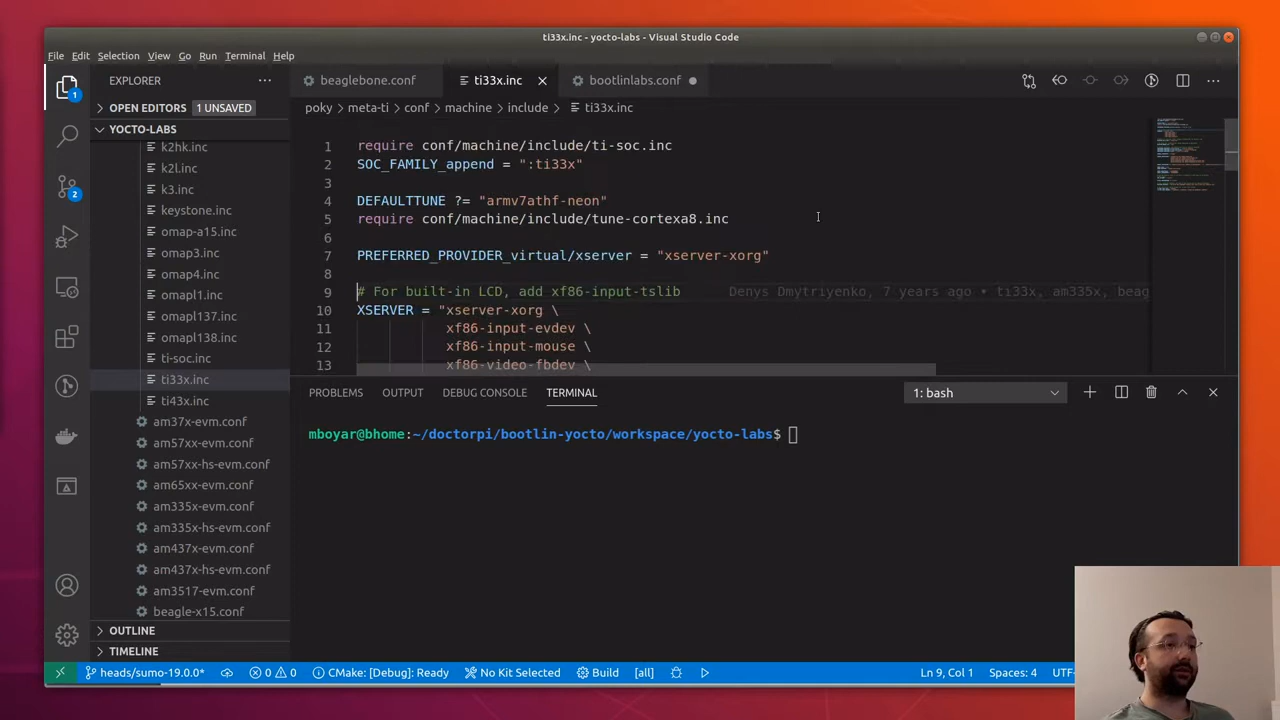 ti33x.inc - yocto-labs - Visual Studio Code
File Edit Selection View Go Run Terminal Help
EXPLORER
beaglebone.conf ti33x.inc bootlinlabs.conf
OPEN EDITORS 1 UNSAVED
poky > meta-ti > conf > machine > include > ti33x.inc
YOCTO-LABS
k2hk.inc
k2l.inc
k3.inc
keystone.inc
omap-a15.inc
omap3.inc
omap4.inc
omapl1.inc
omapl137.inc
omapl138.inc
ti-soc.inc
ti33x.inc
ti43x.inc
am37x-evm.conf
am57xx-evm.conf
am57xx-hs-evm.conf
am65xx-evm.conf
am335x-evm.conf
am335x-hs-evm.conf
am437x-evm.conf
am437x-hs-evm.conf
am3517-evm.conf
beagle-x15.conf
OUTLINE
TIMELINE
1 require conf/machine/include/ti-soc.inc
2 SOC_FAMILY_append = ":ti33x"
3
4 DEFAULTTUNE ?= "armv7athf-neon"
5 require conf/machine/include/tune-cortexa8.inc
6
7 PREFERRED_PROVIDER_virtual/xserver = "xserver-xorg"
8
9 # For built-in LCD, add xf86-input-tslib Denys Dmytriyenko, 7 years ago • ti33x, am335x, beag
10 XSERVER = "xserver-xorg \
11 xf86-input-evdev \
12 xf86-input-mouse \
13 xf86-video-fbdev \
PROBLEMS OUTPUT DEBUG CONSOLE TERMINAL 1: bash
mboyar@bhome:~/doctorpi/bootlin-yocto/workspace/yocto-labs$
1
2
heads/sumo-19.0.0* 0 0 CMake: [Debug]: Ready No Kit Selected Build [all] Ln 9, Col 1 Spaces: 4 UTF-